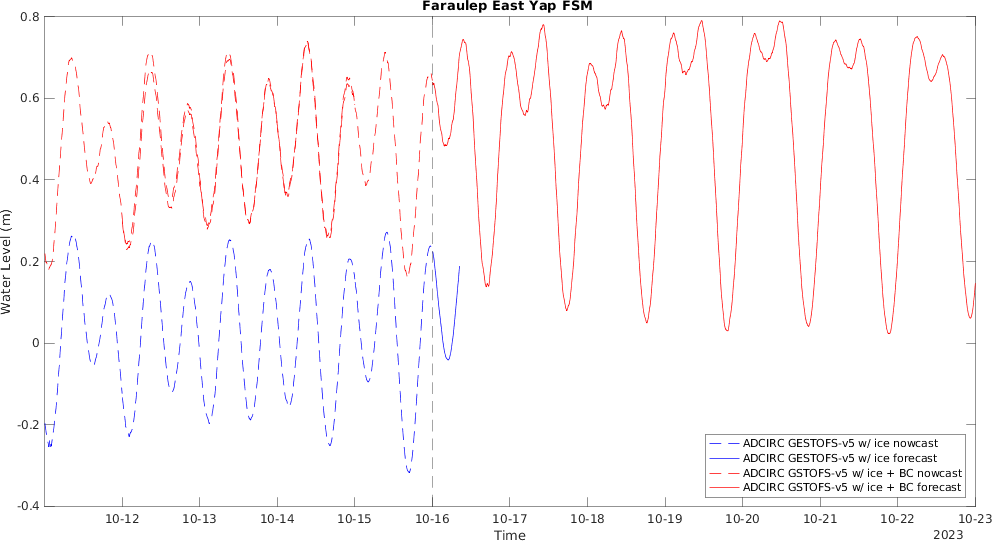 Faraulep East Yap FSM
0.8
0.6
0.4
0.2
0
-0.2
-0.4
Water Level (m)
ADCIRC GESTOFS-v5 w/ ice nowcast
ADCIRC GESTOFS-v5 w/ ice forecast
ADCIRC GSTOFS-v5 w/ ice + BC nowcast
ADCIRC GSTOFS-v5 w/ ice + BC forecast
10-12 10-13 10-14 10-15 10-16 10-17 10-18 10-19 10-20 10-21 10-22 10-23
Time
2023